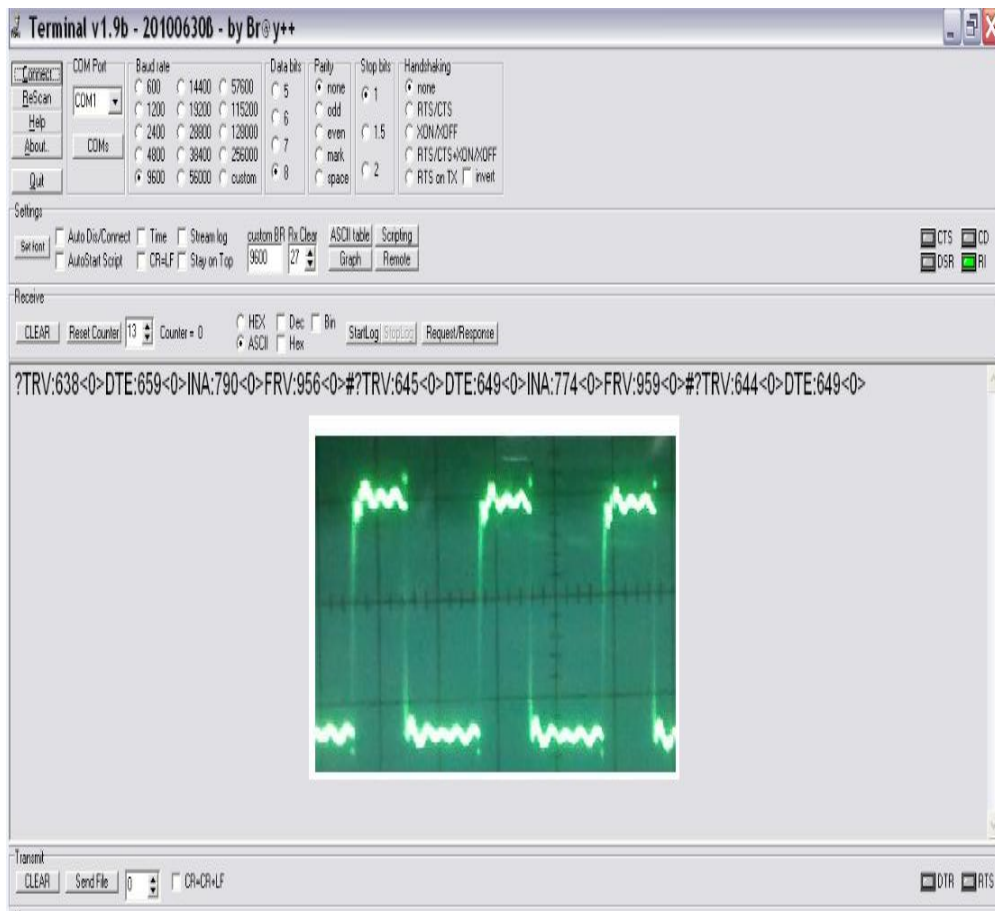 Terminal v1.9b - 20100630ß - by Br@y++
Connect
ReScan
Help
About..
Quit
COM Port
COM1
COMs
Baud rate
600 14400 57600
1200 19200 115200
2400 28800 128000
4800 38400 256000
9600 56000 custom
Data bits
5
6
7
8
Parity
none
odd
even
mark
space
Stop bits
1
1.5
2
Handshaking
none
RTS/CTS
XON/XOFF
RTS/CTS+XON/XOFF
RTS on TX invert
Settings
Set font
Auto Dis/Connect Time Stream log custom BR Rx Clear ASCII table Scripting
AutoStart Script CR=LF Stay on Top 9600 27 Graph Remote
CTS CD
DSR RI
Receive
CLEAR Reset Counter 13 Counter = 0
HEX Dec Bin
ASCII Hex
StartLog StopLog Request/Response
?TRV:638<0>DTE:659<0>INA:790<0>FRV:956<0>#?TRV:645<0>DTE:649<0>INA:774<0>FRV:959<0>#?TRV:644<0>DTE:649<0>
Transmit
CLEAR Send File 0 CR=CR+LF
DTR RTS